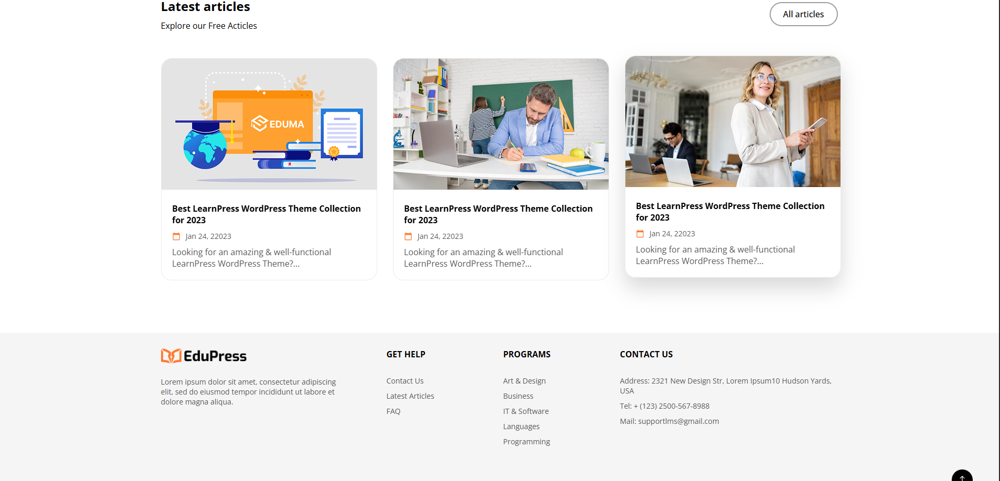 Latest articles
All articles
Explore our Free Acticles
EDUMA
Best LearnPress WordPress Theme Collection
for 2023
Jan 24, 22023
Looking for an amazing & well-functional
LearnPress WordPress Theme?...
Best LearnPress WordPress Theme Collection
for 2023
Jan 24, 22023
Looking for an amazing & well-functional
LearnPress WordPress Theme?...
Best LearnPress WordPress Theme Collection
for 2023
Jan 24, 22023
Looking for an amazing & well-functional
LearnPress WordPress Theme?...
EduPress
Lorem ipsum dolor sit amet, consectetur adipiscing
elit, sed do eiusmod tempor incididunt ut labore et
dolore magna aliqua.
GET HELP
Contact Us
Latest Articles
FAQ
PROGRAMS
Art & Design
Business
IT & Software
Languages
Programming
CONTACT US
Address: 2321 New Design Str, Lorem Ipsum10 Hudson Yards,
USA
Tel: + (123) 2500-567-8988
Mail: supportlms@gmail.com